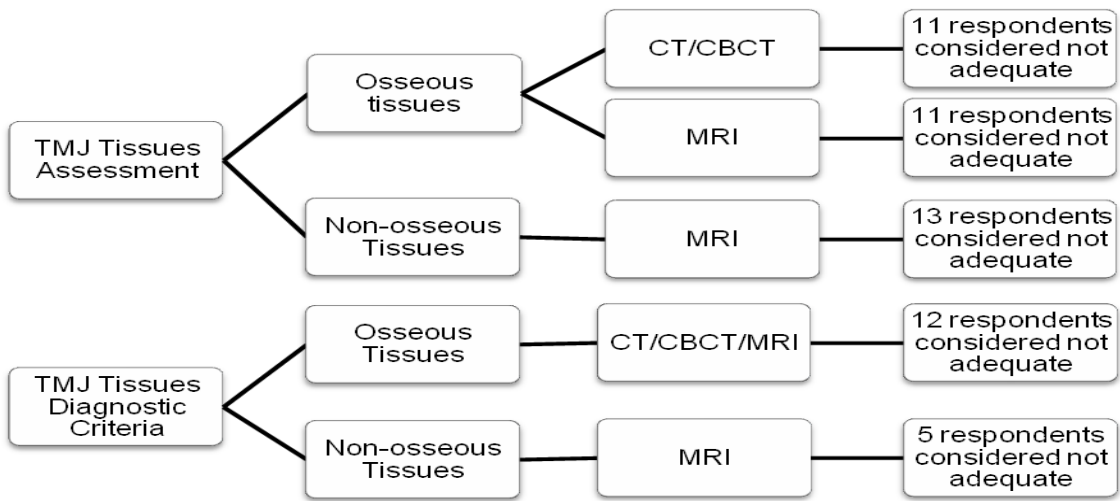 TMJ Tissues
Assessment
Osseous
tissues
CT/CBCT
11 respondents
considered not
adequate
MRI
11 respondents
considered not
adequate
Non-osseous
Tissues
MRI
13 respondents
considered not
adequate
TMJ Tissues
Diagnostic
Criteria
Osseous
Tissues
CT/CBCT/MRI
12 respondents
considered not
adequate
Non-osseous
Tissues
MRI
5 respondents
considered not
adequate